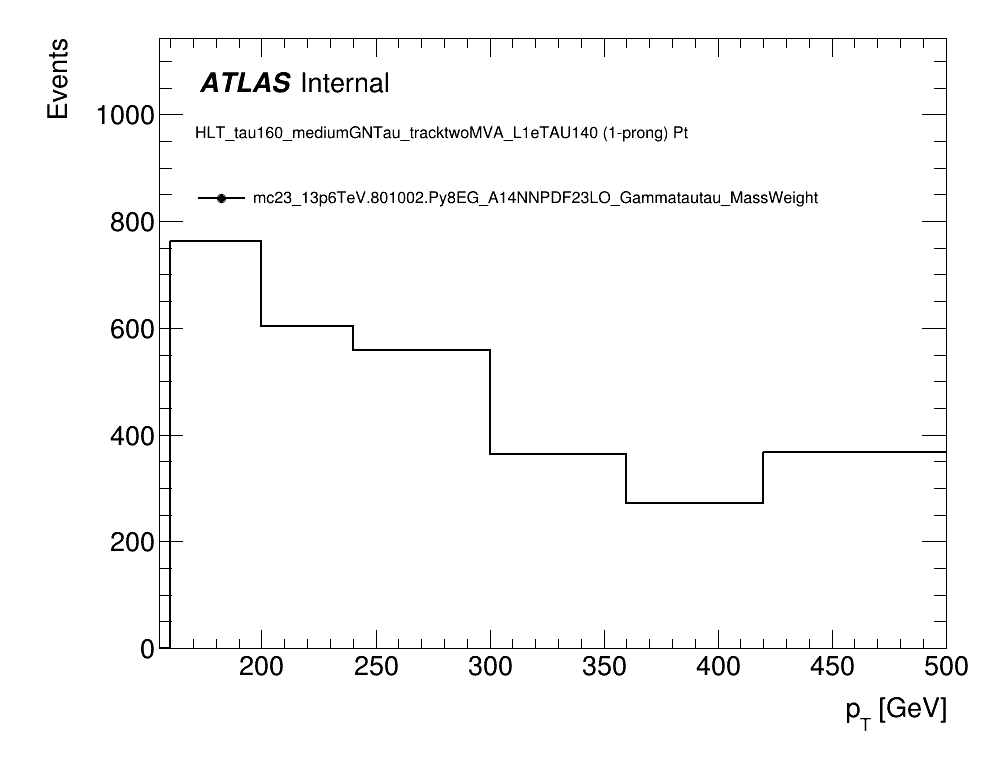 Events
ATLAS Internal
HLT_tau160_mediumGNTau_tracktwoMVA_L1eTAU140 (1-prong) Pt
mc23_13p6TeV.801002.Py8EG_A14NNPDF23LO_Gammatautau_MassWeight
1000
800
600
400
200
0
200 250 300 350 400 450 500
p_T [GeV]